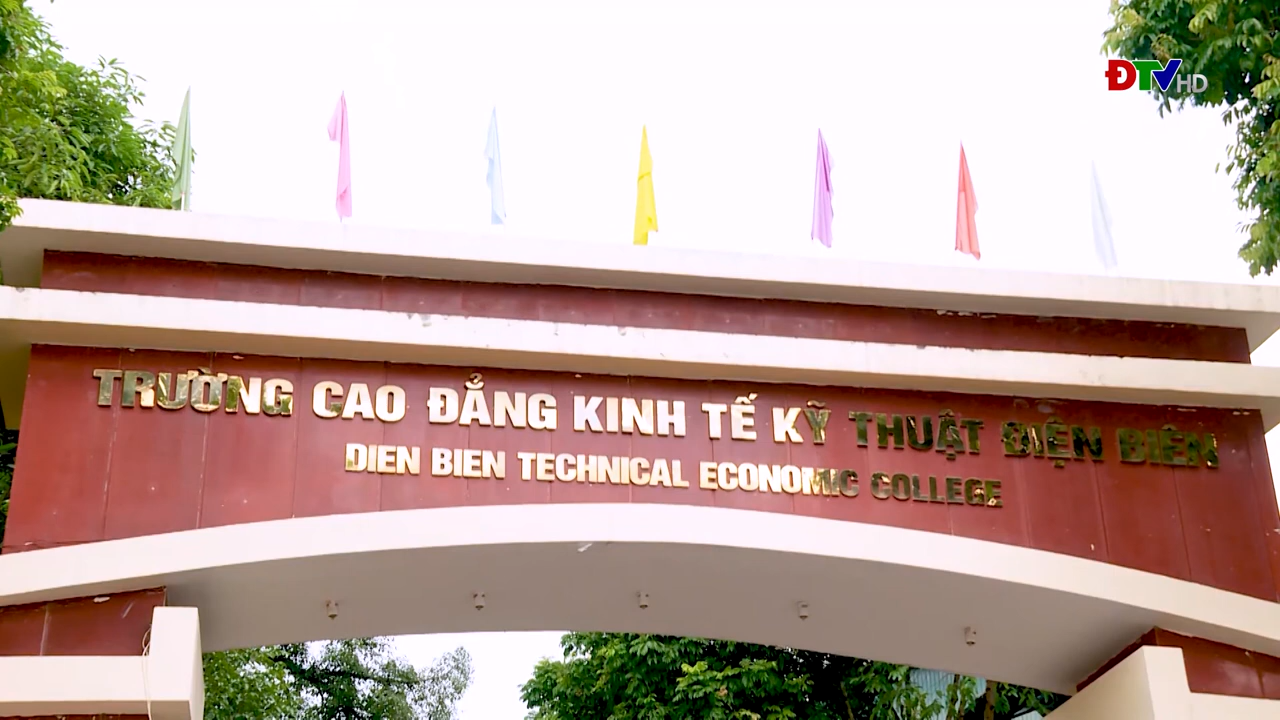 ĐTV HD
TRƯỜNG CAO ĐẲNG KINH TẾ KỸ THUẬT ĐIỆN BIÊN
DIEN BIEN TECHNICAL ECONOMIC COLLEGE